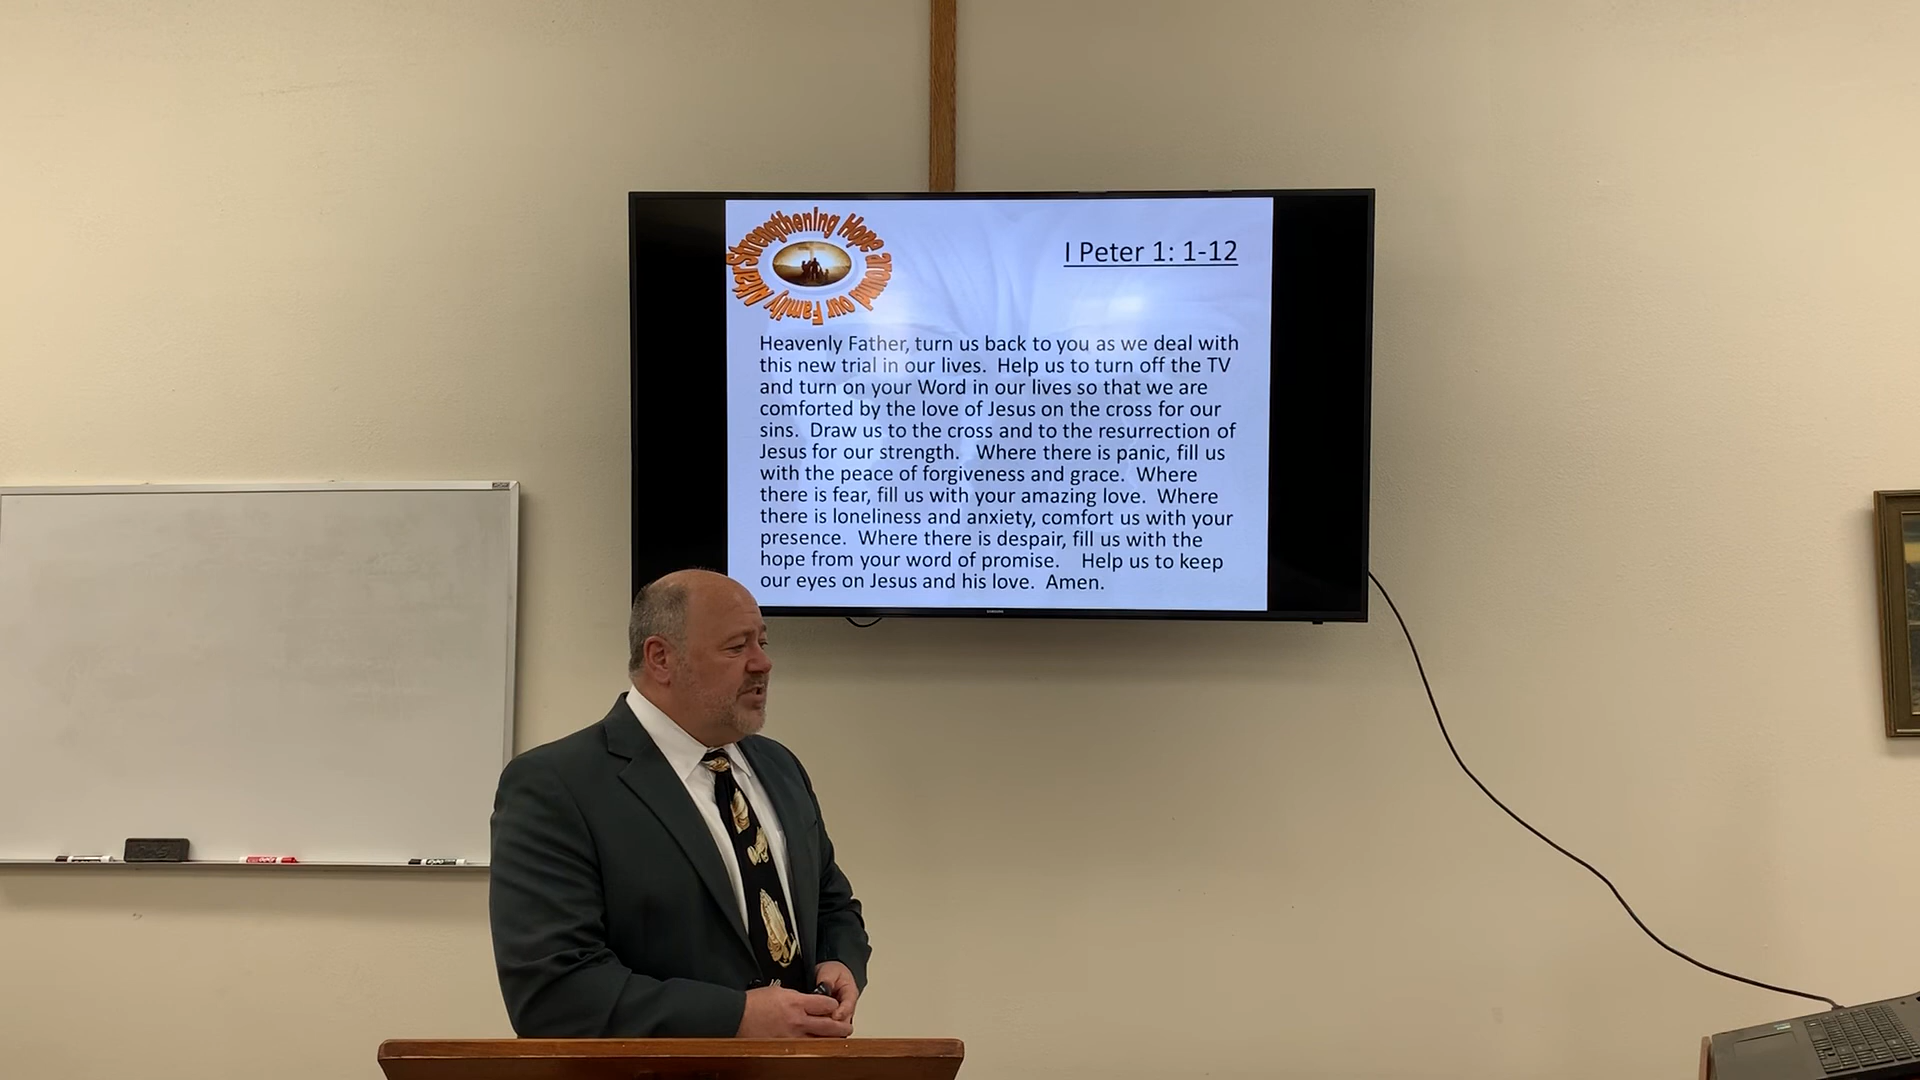 Strengthening Hope around our Family Alter
I Peter 1: 1-12
Heavenly Father, turn us back to you as we deal with
this new trial in our lives.  Help us to turn off the TV
and turn on your Word in our lives so that we are
comforted by the love of Jesus on the cross for our
sins.  Draw us to the cross and to the resurrection of
Jesus for our strength.   Where there is panic, fill us
with the peace of forgiveness and grace.  Where
there is fear, fill us with your amazing love.  Where
there is loneliness and anxiety, comfort us with your
presence.  Where there is despair, fill us with the
hope from your word of promise.    Help us to keep
our eyes on Jesus and his love.  Amen.
SAMSUNG